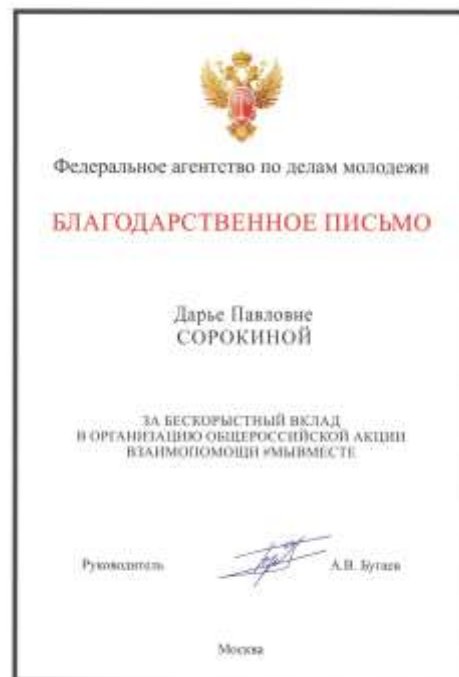 Федеральное агентство по делам молодежи
БЛАГОДАРСТВЕННОЕ ПИСЬМО
Дарье Павловне
СОРОКИНОЙ
ЗА БЕСКОРЫСТНЫЙ ВКЛАД
В ОРГАНИЗАЦИЮ ОБЩЕРОССИЙСКОЙ АКЦИИ
ВЗАИМОПОМОЩИ #МЫВМЕСТЕ
Руководитель А.В. Бугаев
Москва